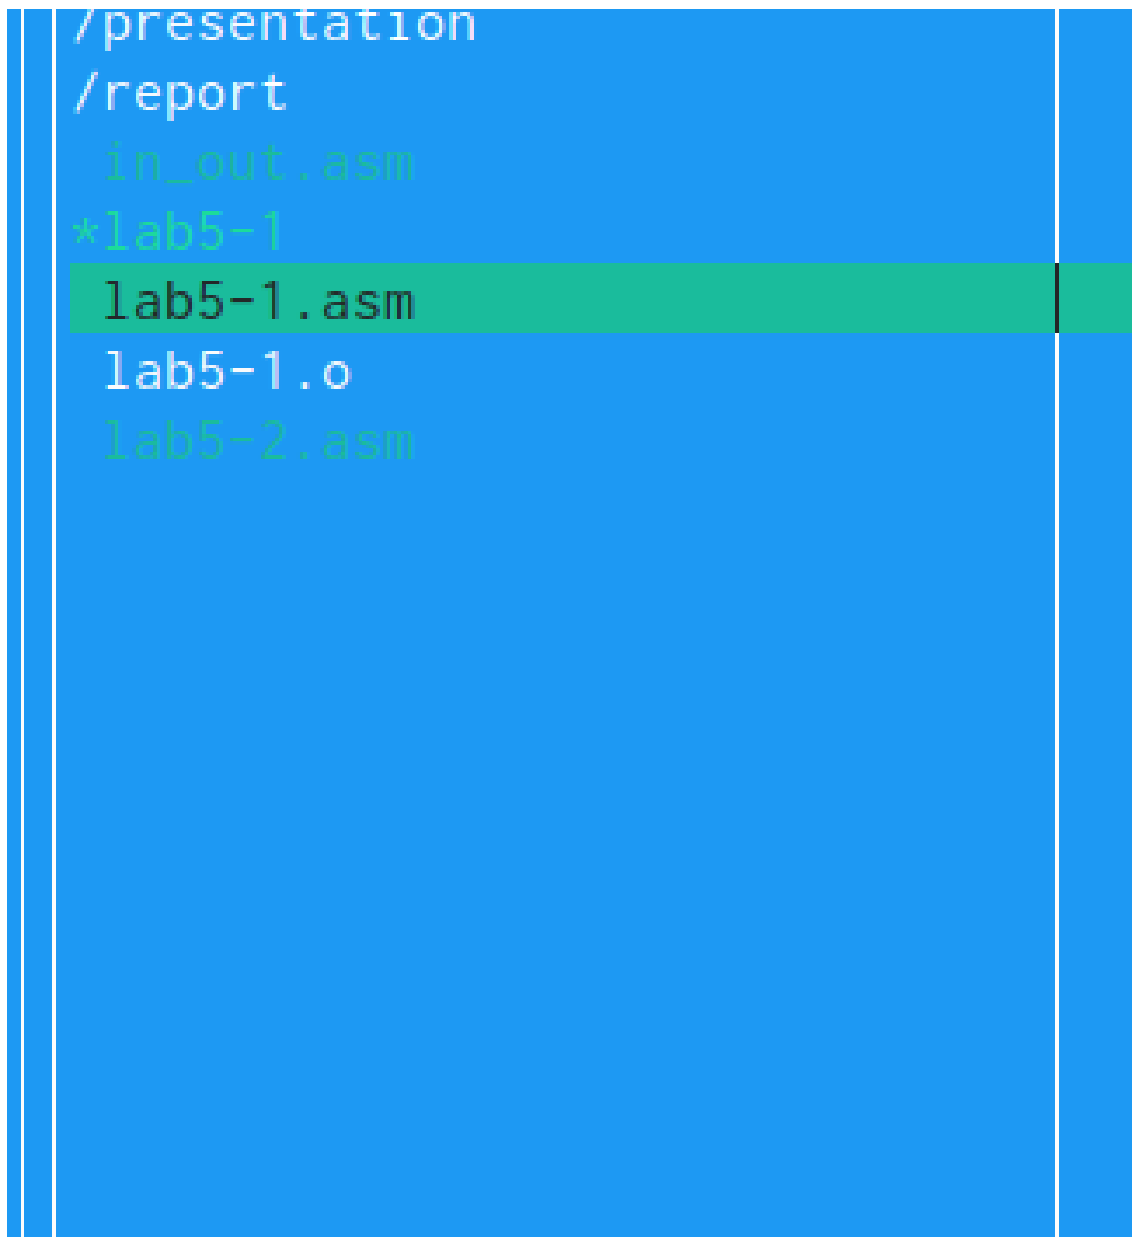 /presentation
/report
in_out.asm
*lab5-1
lab5-1.asm
lab5-1.o
lab5-2.asm